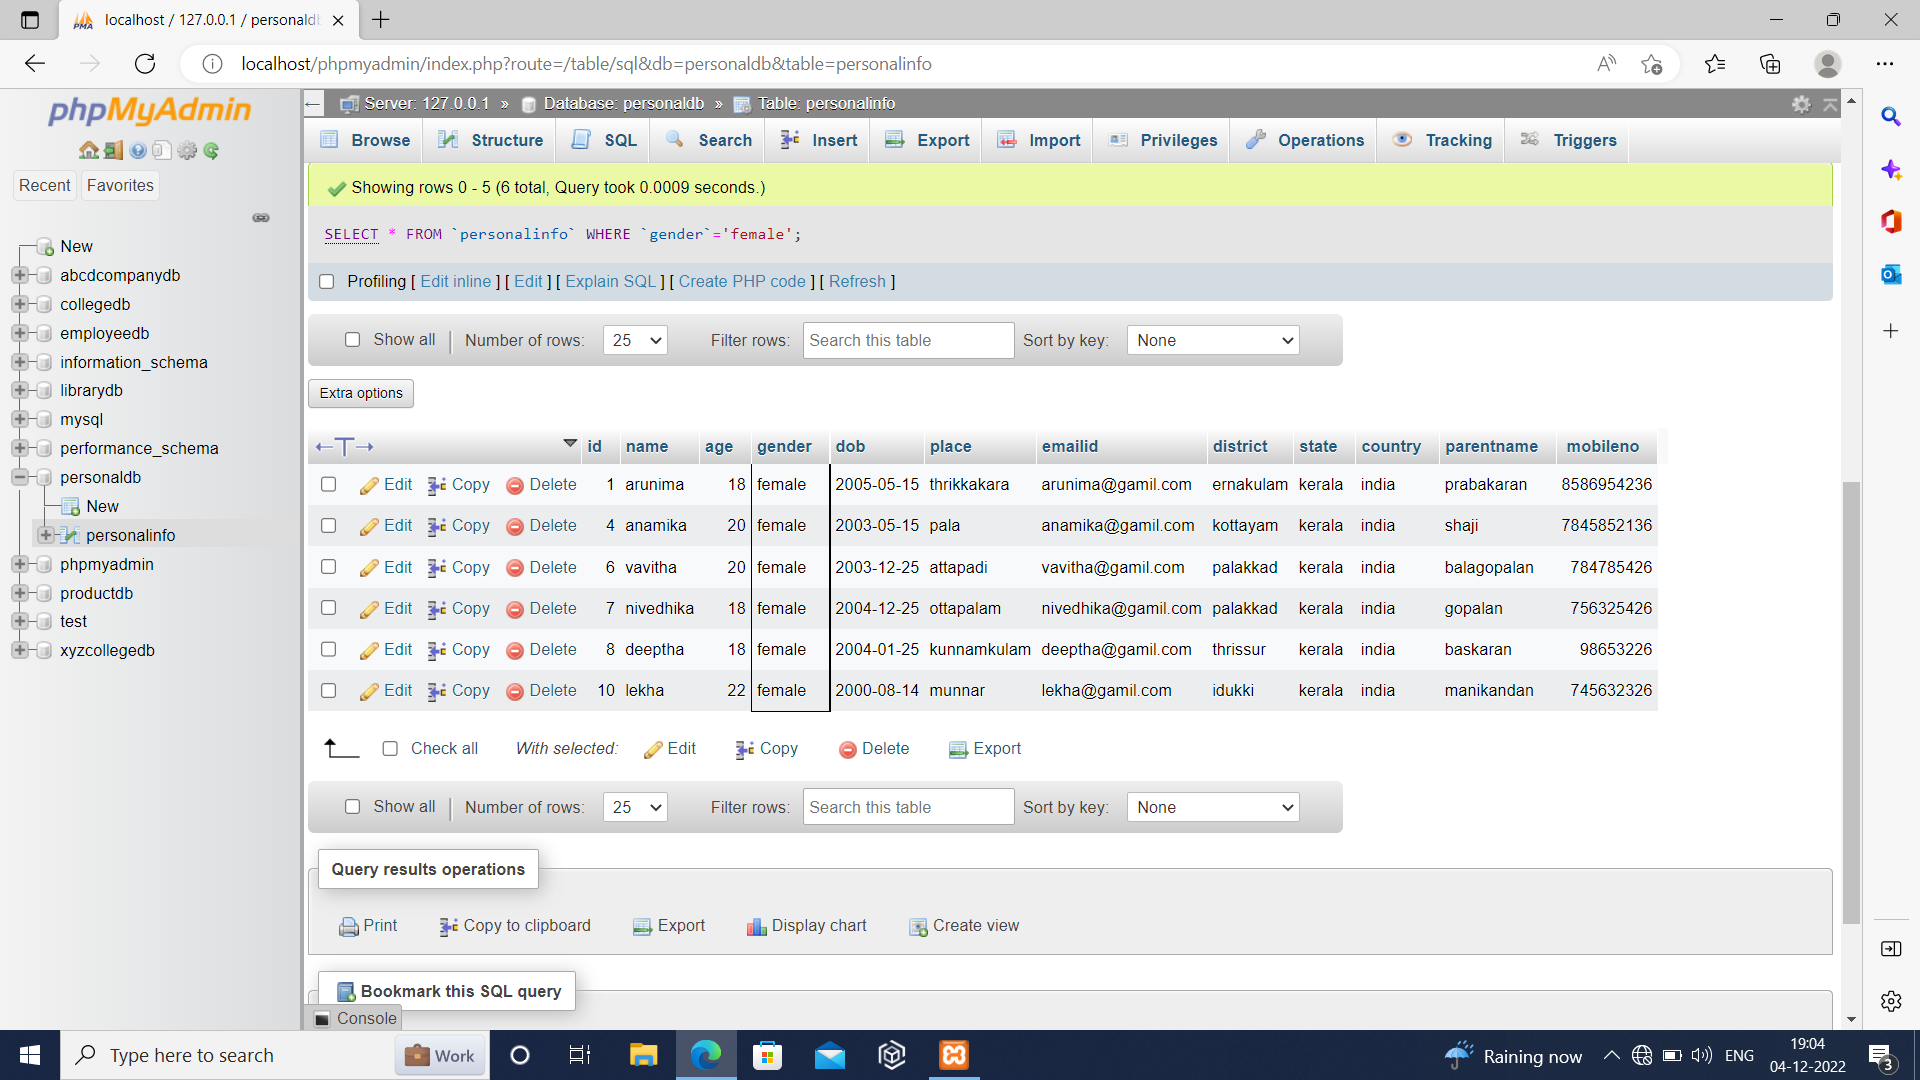 localhost / 127.0.0.1 / personaldb
localhost/phpmyadmin/index.php?route=/table/sql&db=personaldb&table=personalinfo
phpMyAdmin
Recent Favorites
New
abcdcompanydb
collegedb
employeedb
information_schema
librarydb
mysql
performance_schema
personaldb
New
personalinfo
phpmyadmin
productdb
test
xyzcollegedb
Server: 127.0.0.1 » Database: personaldb » Table: personalinfo
Browse Structure SQL Search Insert Export Import Privileges Operations Tracking Triggers
Showing rows 0 - 5 (6 total, Query took 0.0009 seconds.)
SELECT * FROM `personalinfo` WHERE `gender`='female';
Profiling [ Edit inline ] [ Edit ] [ Explain SQL ] [ Create PHP code ] [ Refresh ]
Show all Number of rows: 25 Filter rows: Search this table Sort by key: None
Extra options
←T→ id name age gender dob place emailid district state country parentname mobileno
Edit Copy Delete 1 arunima 18 female 2005-05-15 thrikkakara arunima@gamil.com ernakulam kerala india prabakaran 8586954236
Edit Copy Delete 4 anamika 20 female 2003-05-15 pala anamika@gamil.com kottayam kerala india shaji 7845852136
Edit Copy Delete 6 vavitha 20 female 2003-12-25 attapadi vavitha@gamil.com palakkad kerala india balagopalan 784785426
Edit Copy Delete 7 nivedhika 18 female 2004-12-25 ottapalam nivedhika@gamil.com palakkad kerala india gopalan 756325426
Edit Copy Delete 8 deeptha 18 female 2004-01-25 kunnamkulam deeptha@gamil.com thrissur kerala india baskaran 98653226
Edit Copy Delete 10 lekha 22 female 2000-08-14 munnar lekha@gamil.com idukki kerala india manikandan 745632326
Check all With selected: Edit Copy Delete Export
Show all Number of rows: 25 Filter rows: Search this table Sort by key: None
Query results operations
Print Copy to clipboard Export Display chart Create view
Bookmark this SQL query
Console
Type here to search Work Raining now ENG 19:04
04-12-2022 3